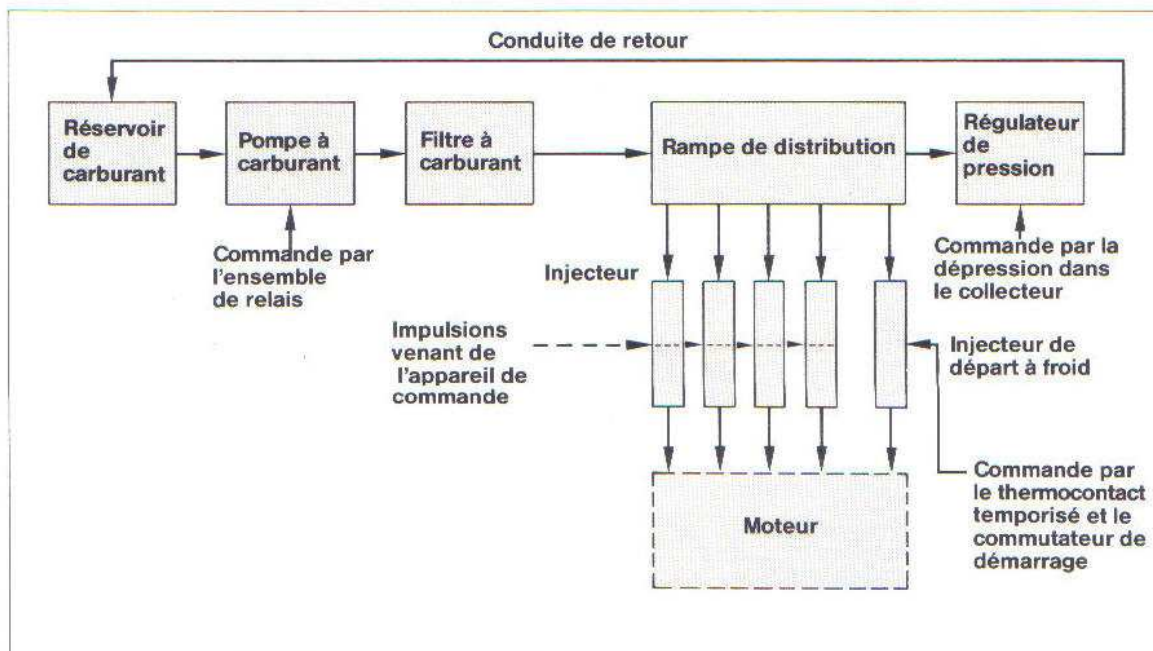 Conduite de retour
Réservoir
de
carburant
Pompe à
carburant
Filtre à
carburant
Rampe de distribution
Régulateur
de
pression
Commande par
l'ensemble
de relais
Injecteur
Commande par la
dépression dans
le collecteur
Impulsions
venant de
l'appareil de
commande
Injecteur de
départ à froid
Moteur
Commande par
le thermocontact
temporisé et le
commutateur de
démarrage